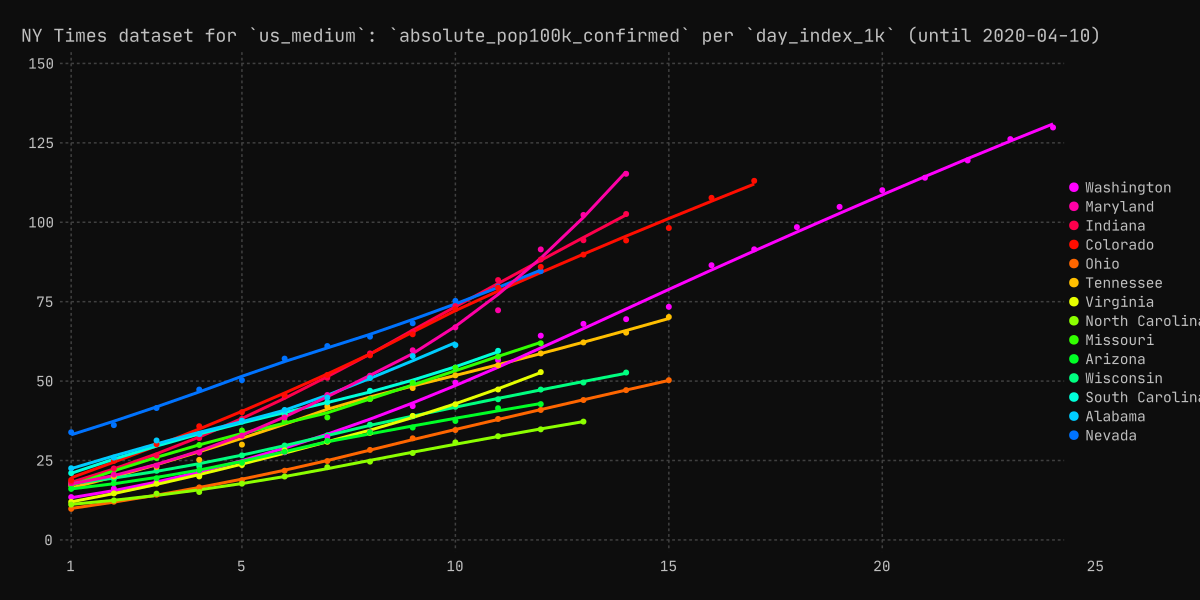 NY Times dataset for `us_medium`: `absolute_pop100k_confirmed` per `day_index_1k` (until 2020-04-10)
150
125
100
75
50
25
0
1 5 10 15 20 25
Washington
Maryland
Indiana
Colorado
Ohio
Tennessee
Virginia
North Carolina
Missouri
Arizona
Wisconsin
South Carolina
Alabama
Nevada